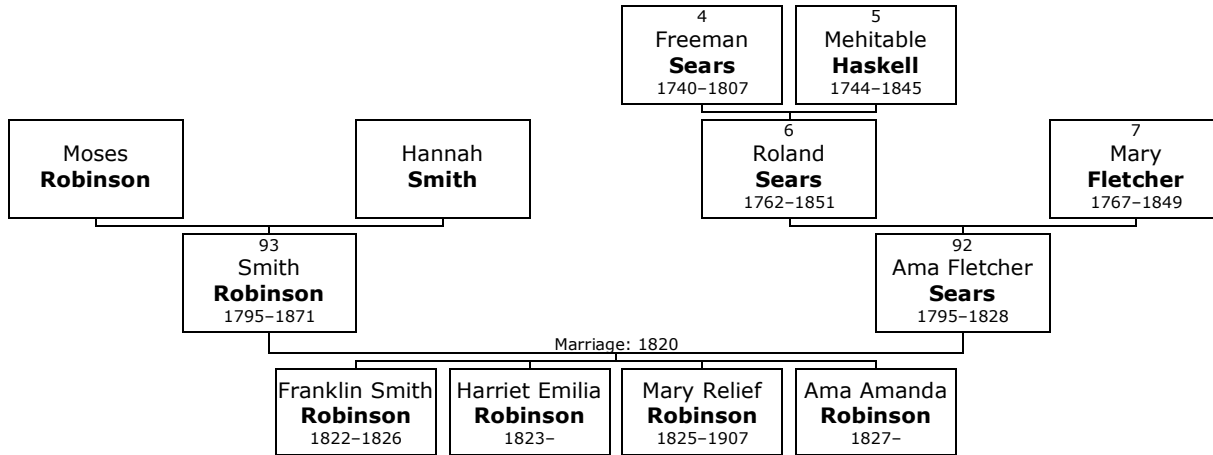 4
Freeman
Sears
1740–1807
5
Mehitable
Haskell
1744–1845
Moses
Robinson
Hannah
Smith
6
Roland
Sears
1762–1851
7
Mary
Fletcher
1767–1849
93
Smith
Robinson
1795–1871
92
Ama Fletcher
Sears
1795–1828
Marriage: 1820
Franklin Smith
Robinson
1822–1826
Harriet Emilia
Robinson
1823–
Mary Relief
Robinson
1825–1907
Ama Amanda
Robinson
1827–